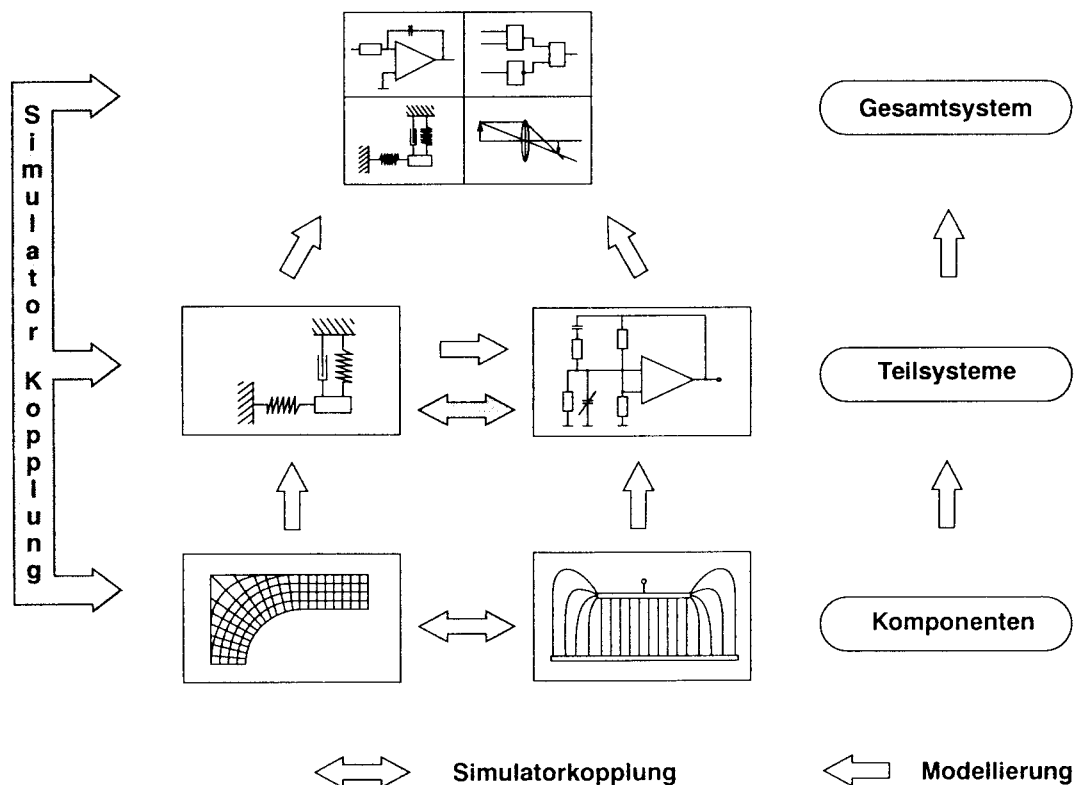 Simulator Kopplung
Gesamtsystem
Teilsysteme
Komponenten
Simulatorkopplung
Modellierung